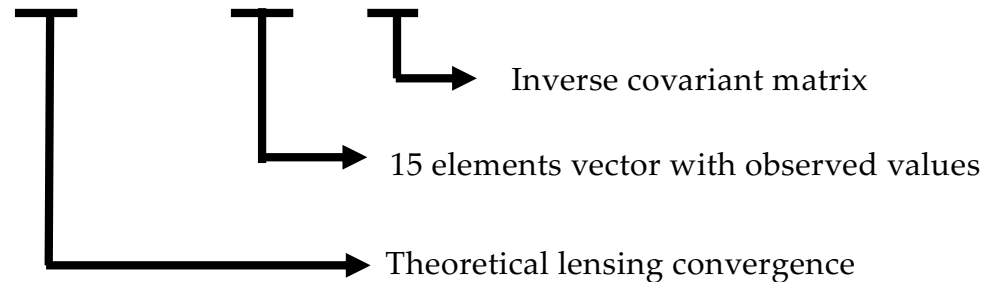 Inverse covariant matrix
15 elements vector with observed values
Theoretical lensing convergence